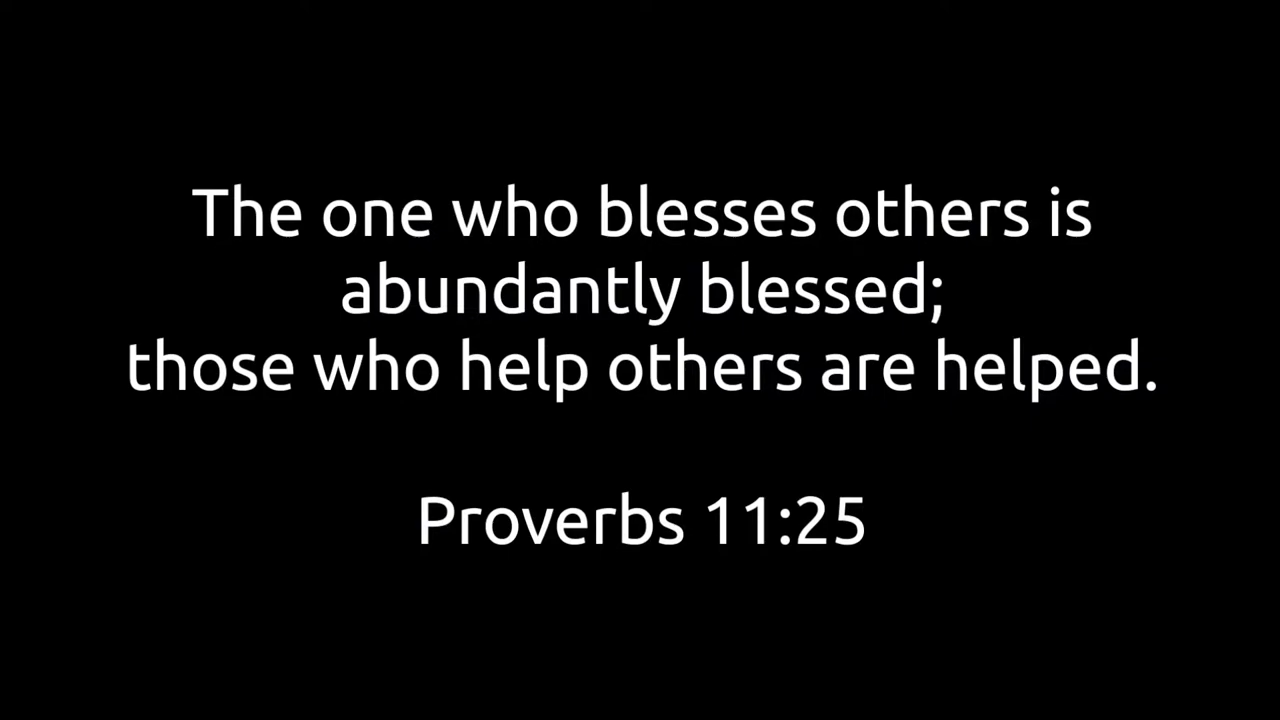 The one who blesses others is
abundantly blessed;
those who help others are helped.
Proverbs 11:25